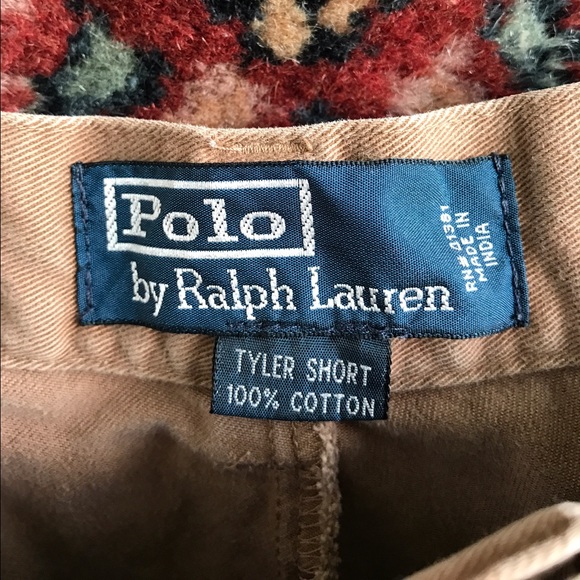 Polo
by Ralph Lauren
RN# 41381
MADE IN
INDIA
TYLER SHORT
100% COTTON